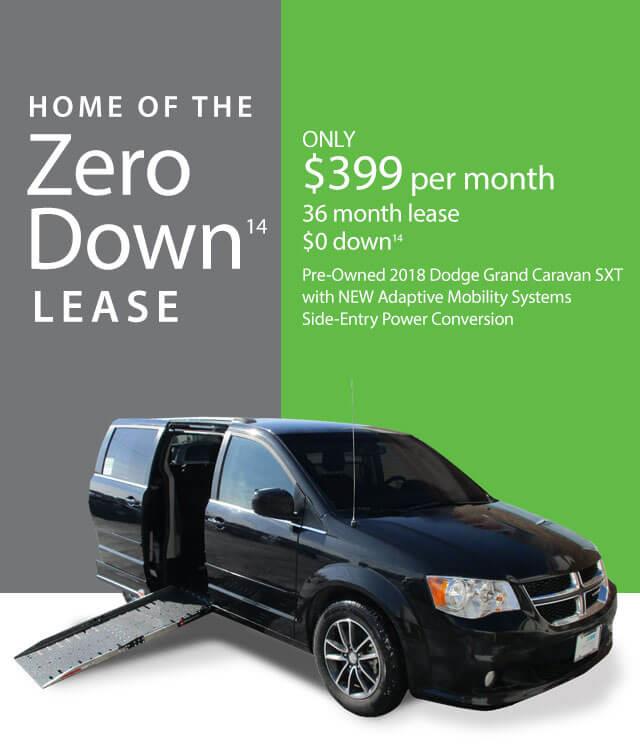 HOME OF THE
Zero
Down14
LEASE
ONLY
$399 per month
36 month lease
$0 down14
Pre-Owned 2018 Dodge Grand Caravan SXT
with NEW Adaptive Mobility Systems
Side-Entry Power Conversion